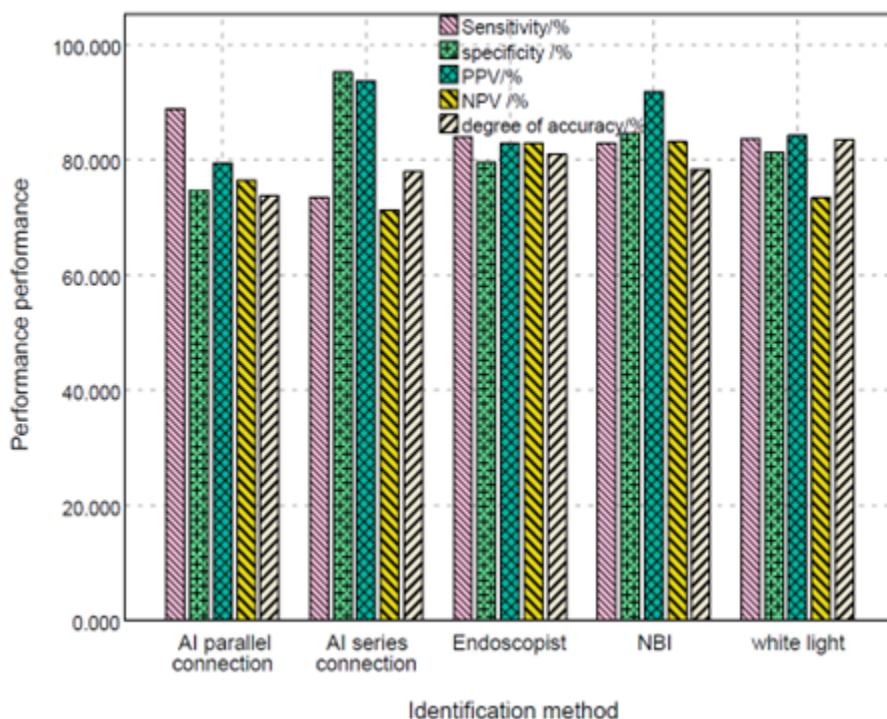 Sensitivity/%
specificity /%
PPV/%
NPV /%
degree of accuracy/%
100.000
80.000
60.000
40.000
20.000
0.000
Performance performance
AI parallel
connection
AI series
connection
Endoscopist
NBI
white light
Identification method